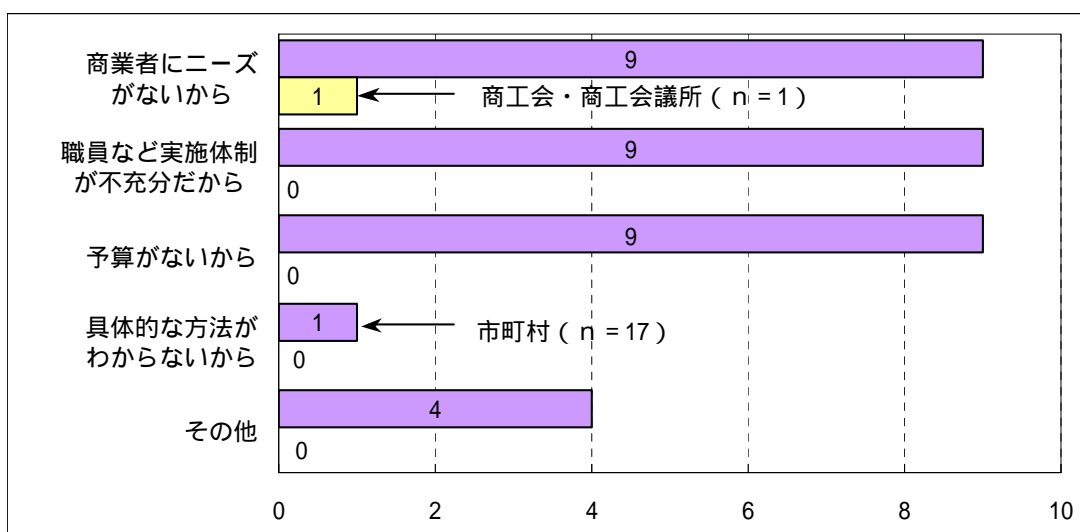 商業者にニーズ
がないから
9
1
商工会・商工会議所(n=1)
職員など実施体制
が不充分だから
9
0
予算がないから
9
0
具体的な方法が
わからないから
1
市町村(n=17)
0
その他
4
0
0 2 4 6 8 10